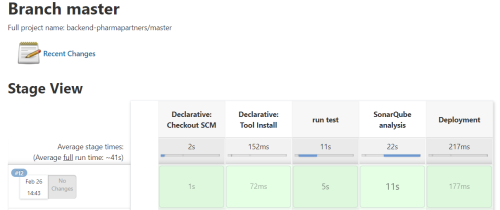 Branch master
Full project name: backend-pharmapartners/master
Recent Changes
Stage View
Declarative: Checkout SCM
Declarative: Tool Install
run test
SonarQube analysis
Deployment
Average stage times:
(Average full run time: ~41s)
2s
152ms
11s
22s
217ms
#12
Feb 26
14:43
No Changes
1s
72ms
5s
11s
177ms